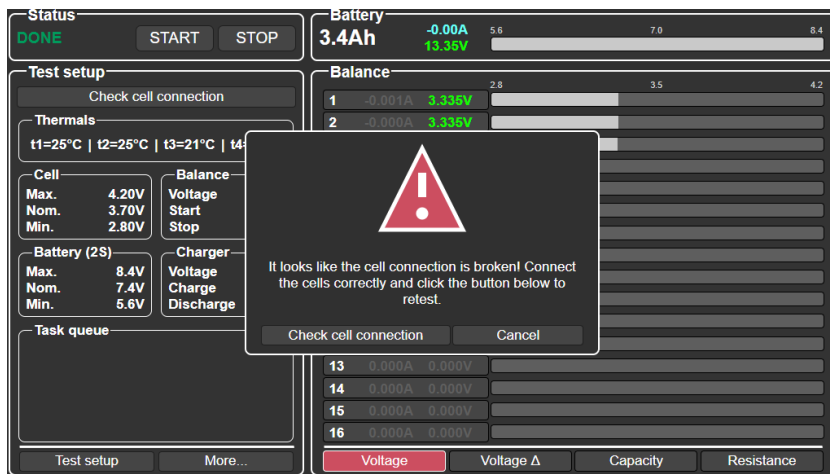 Status
DONE START STOP
Battery
3.4Ah -0.00A 13.35V
5.6 7.0 8.4
Test setup
Check cell connection
Thermals
t1=25°C | t2=25°C | t3=21°C | t4
Cell
Max. 4.20V
Nom. 3.70V
Min. 2.80V
Balance
Voltage
Start
Stop
Battery (2S)
Max. 8.4V
Nom. 7.4V
Min. 5.6V
Charger
Voltage
Charge
Discharge
Task queue
Test setup More...
Balance
2.8 3.5 4.2
1 -0.001A 3.335V
2 -0.000A 3.335V
It looks like the cell connection is broken! Connect
the cells correctly and click the button below to
retest.
Check cell connection Cancel
13 0.000A 0.000V
14 0.000A 0.000V
15 0.000A 0.000V
16 0.000A 0.000V
Voltage Voltage Δ Capacity Resistance